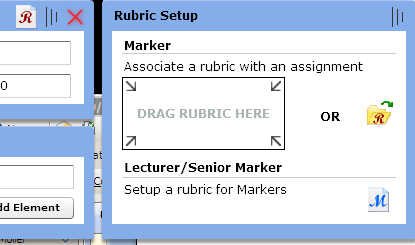 Rubric Setup
Marker
Associate a rubric with an assignment
DRAG RUBRIC HERE
OR
Lecturer/Senior Marker
Setup a rubric for Markers
dd Element